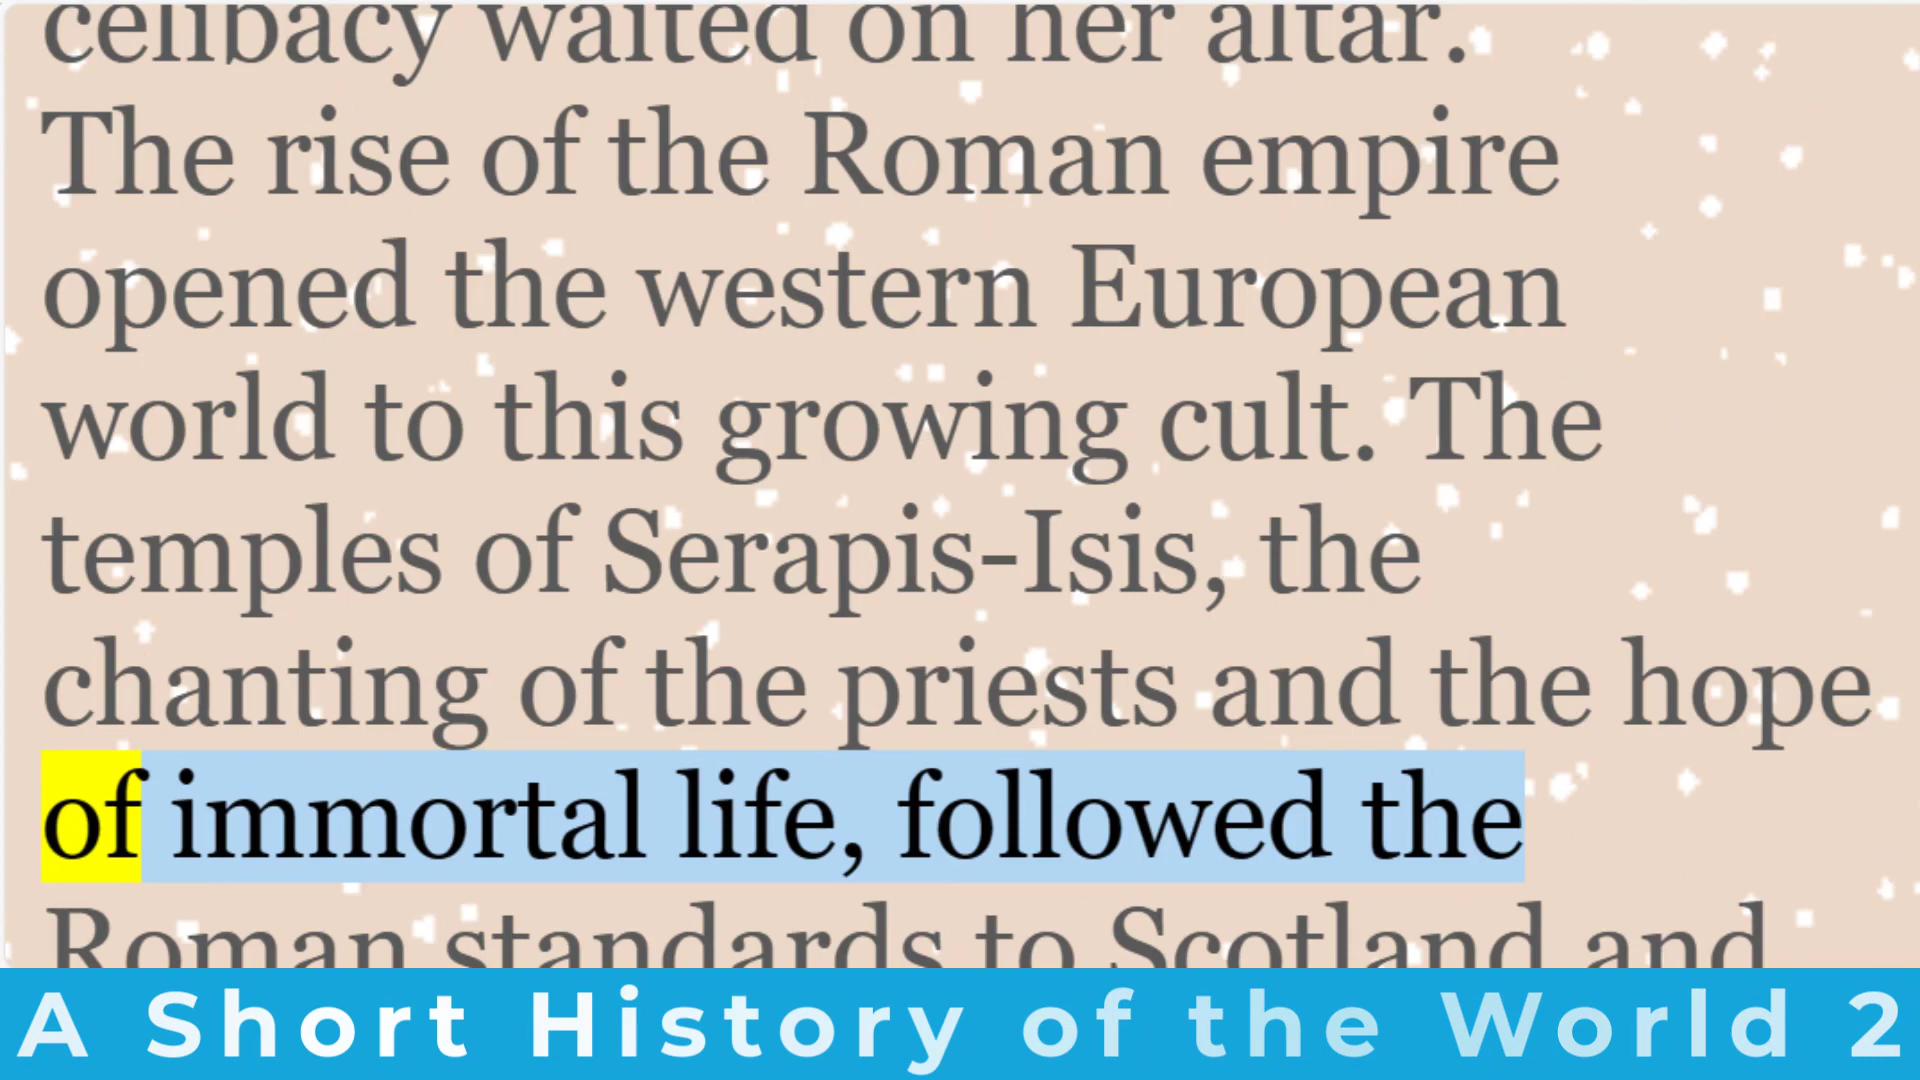 celibacy waited on her altar.
The rise of the Roman empire
opened the western European
world to this growing cult. The
temples of Serapis-Isis, the
chanting of the priests and the hope
of immortal life, followed the
Roman standards to Scotland and
A Short History of the World 2